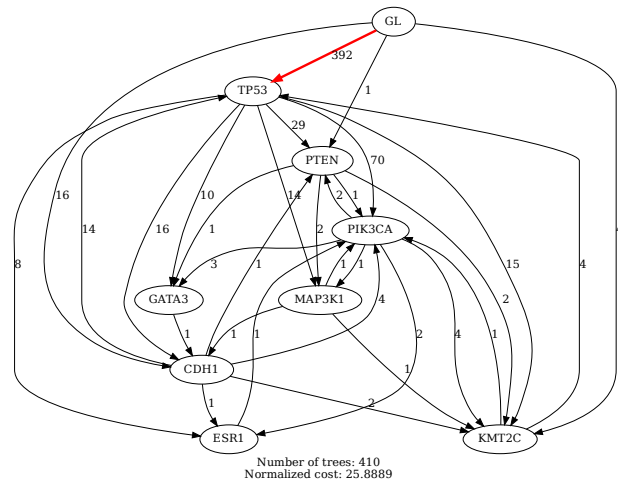 GL
392
TP53
1
29
PTEN
70
16
14
10
14
16
1
2
1
2
PIK3CA
8
1
3
1
1
15
4
GATA3
MAP3K1
2
4
1
1
4
2
1
1
1
CDH1
1
2
ESR1
KMT2C
Number of trees: 410
Normalized cost: 25.8889